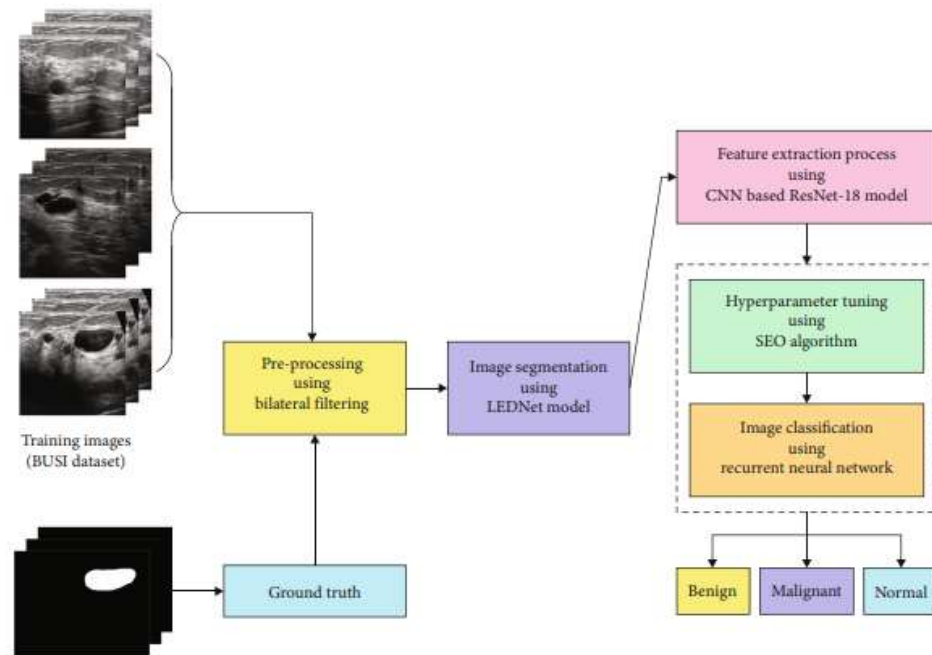 Training images
(BUSI dataset)
Pre-processing
using
bilateral filtering
Ground truth
Image segmentation
using
LEDNet model
Feature extraction process
using
CNN based ResNet-18 model
Hyperparameter tuning
using
SEO algorithm
Image classification
using
recurrent neural network
Benign
Malignant
Normal